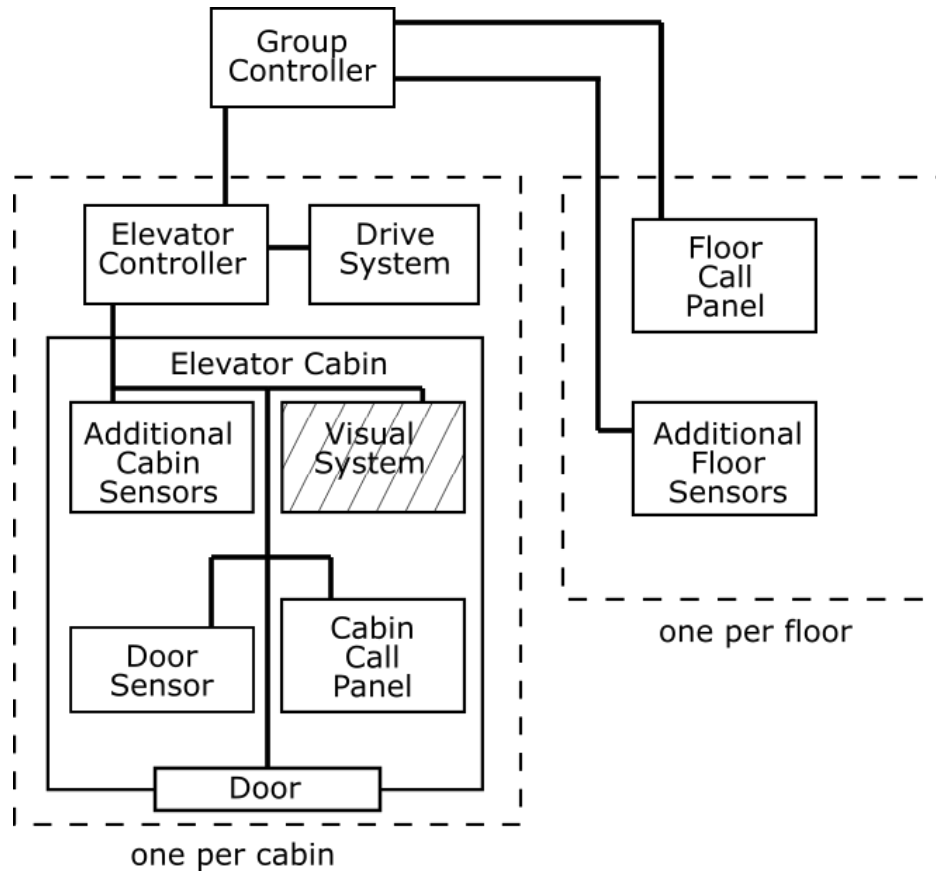 Group
Controller
Elevator
Controller
Drive
System
Elevator Cabin
Additional
Cabin
Sensors
Visual
System
Door
Sensor
Cabin
Call
Panel
Door
one per cabin
Floor
Call
Panel
Additional
Floor
Sensors
one per floor